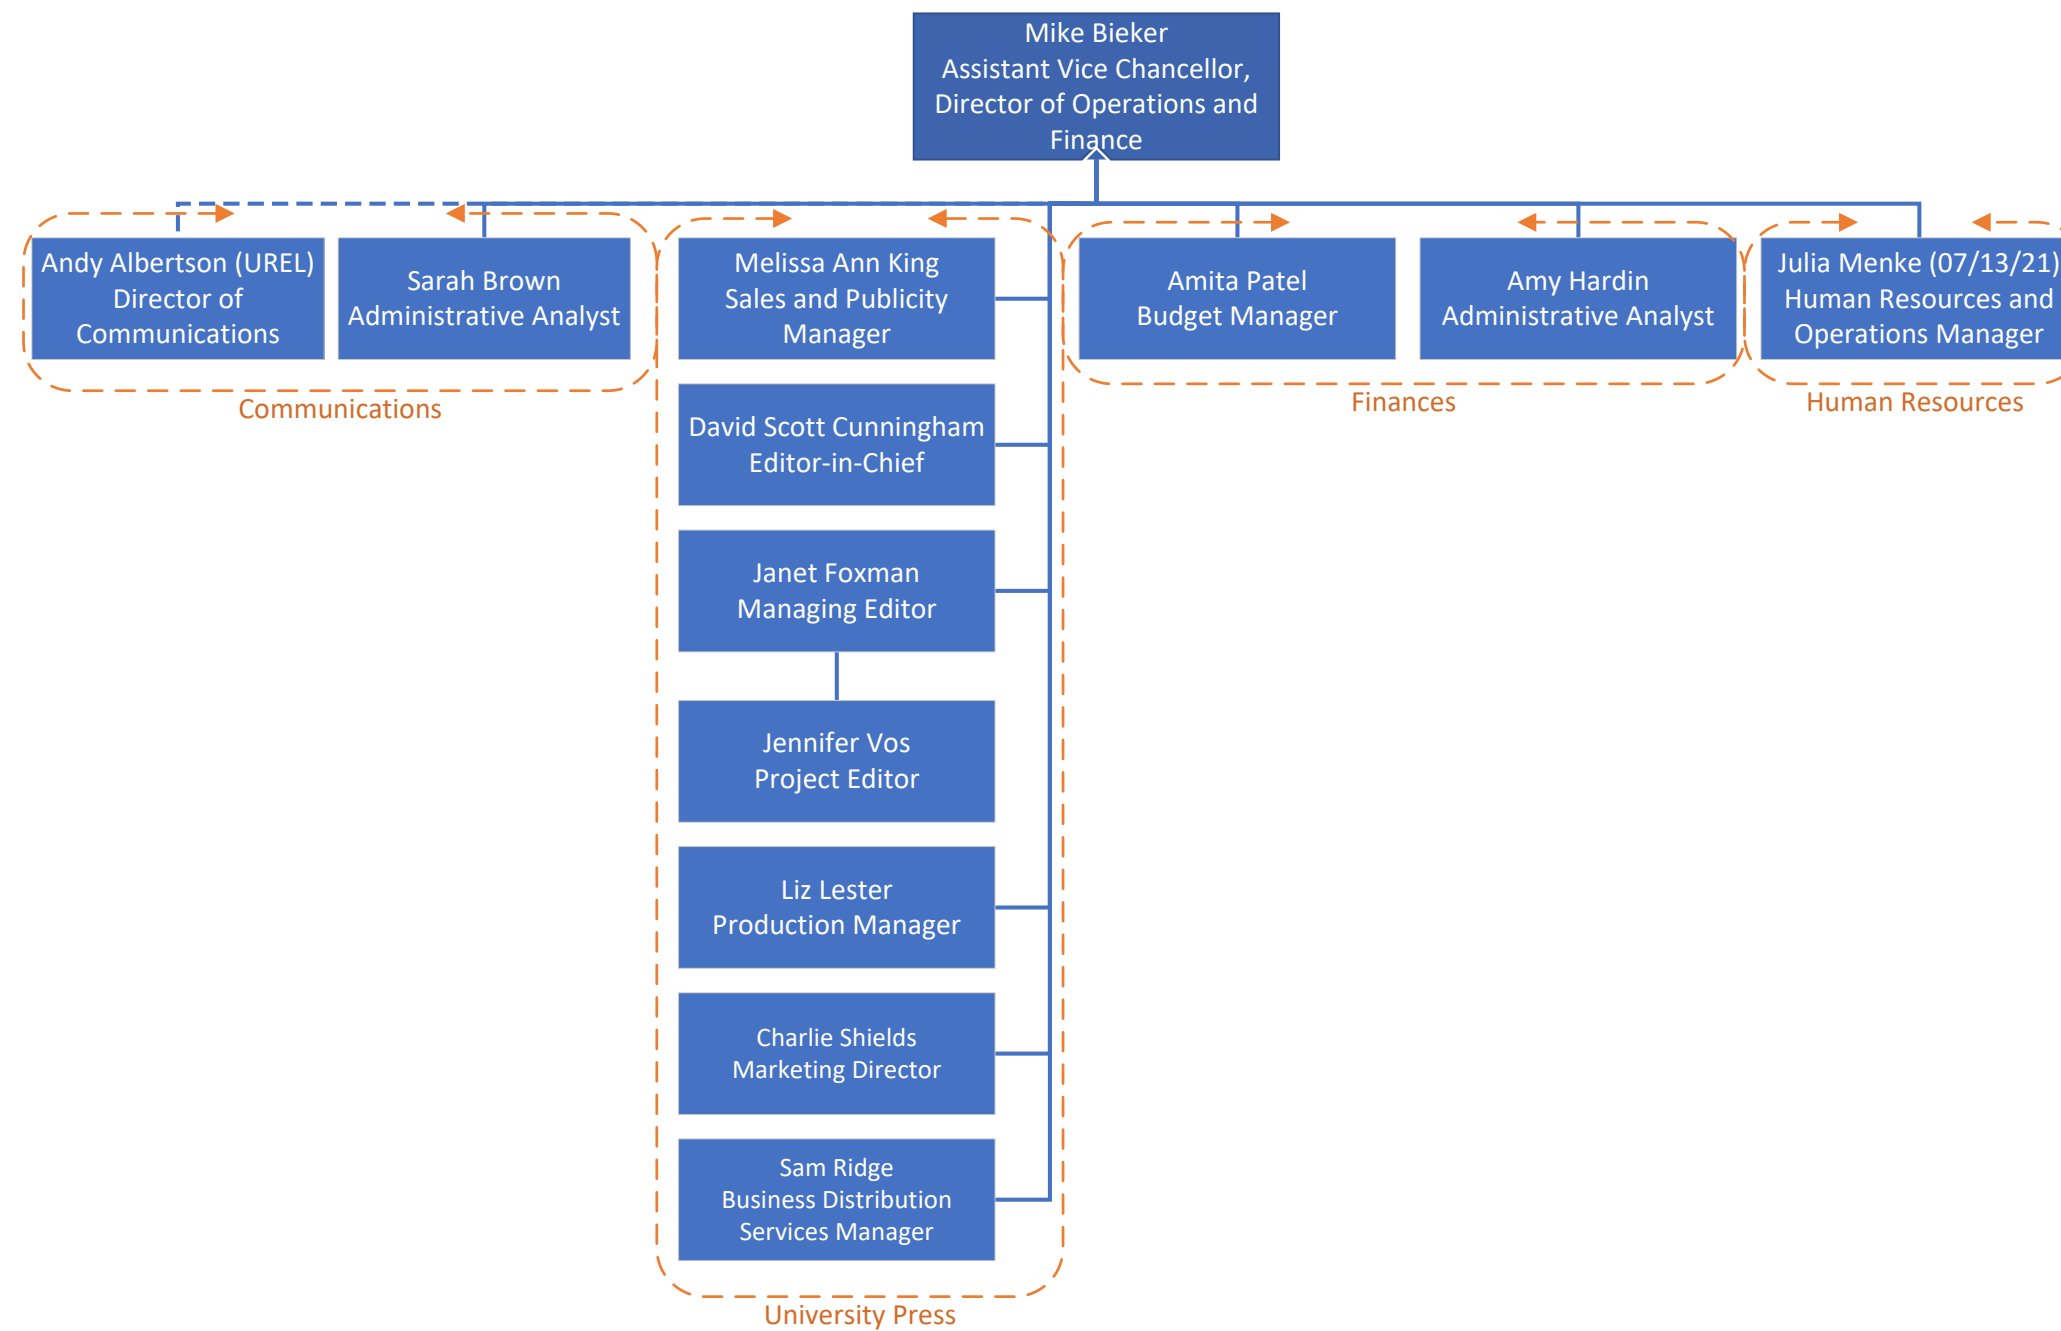 Mike Bieker
Assistant Vice Chancellor,
Director of Operations and
Finance
Andy Albertson (UREL)
Director of
Communications
Sarah Brown
Administrative Analyst
Communications
Melissa Ann King
Sales and Publicity
Manager
David Scott Cunningham
Editor-in-Chief
Janet Foxman
Managing Editor
Jennifer Vos
Project Editor
Liz Lester
Production Manager
Charlie Shields
Marketing Director
Sam Ridge
Business Distribution
Services Manager
University Press
Amita Patel
Budget Manager
Amy Hardin
Administrative Analyst
Finances
Julia Menke (07/13/21)
Human Resources and
Operations Manager
Human Resources